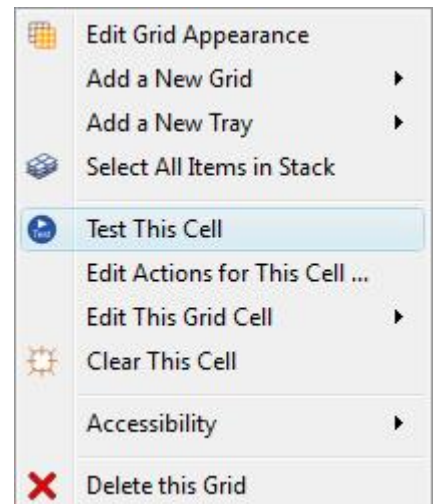 Edit Grid Appearance
Add a New Grid
Add a New Tray
Select All Items in Stack
Test This Cell
Edit Actions for This Cell ...
Edit This Grid Cell
Clear This Cell
Accessibility
Delete this Grid